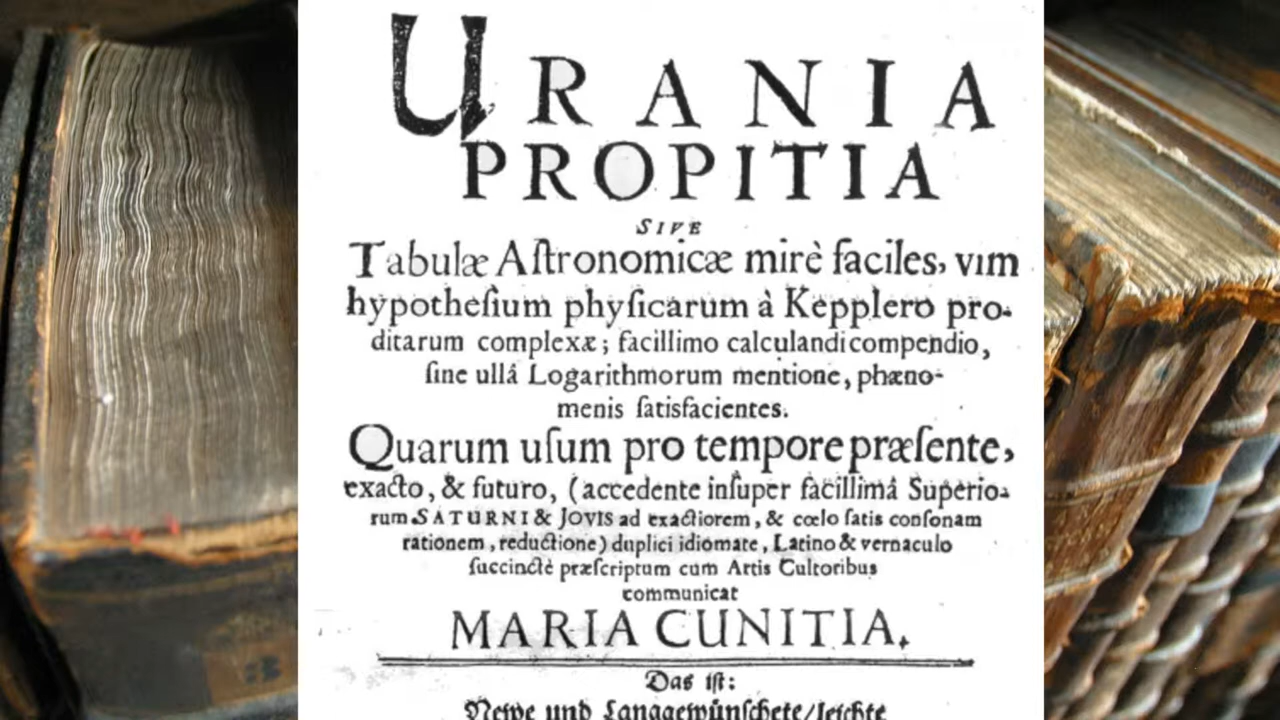 URANIA
PROPITIA
SIVE
Tabulæ Aſtronomicæ mirè faciles, vim
hypotheſium phyſicarum à Kepplero pro-
ditarum complexæ; facillimo calculandi compendio,
ſine ullâ Logarithmorum mentione, phæno-
menis ſatisfacientes.
Quarum uſum pro tempore præſente,
exacto, & futuro, (accedente inſuper facillimâ Superio-
rum SATURNI & JOVIS ad exactiorem, & cœlo ſatis conſonam
rationem, reductione) duplici idiomate, Latino & vernaculo
ſuccinctè præſcriptum cum Artis Cultoribus
communicat
MARIA CUNITIA.
Das iſt:
Newe und Langgewünſchete/leichte